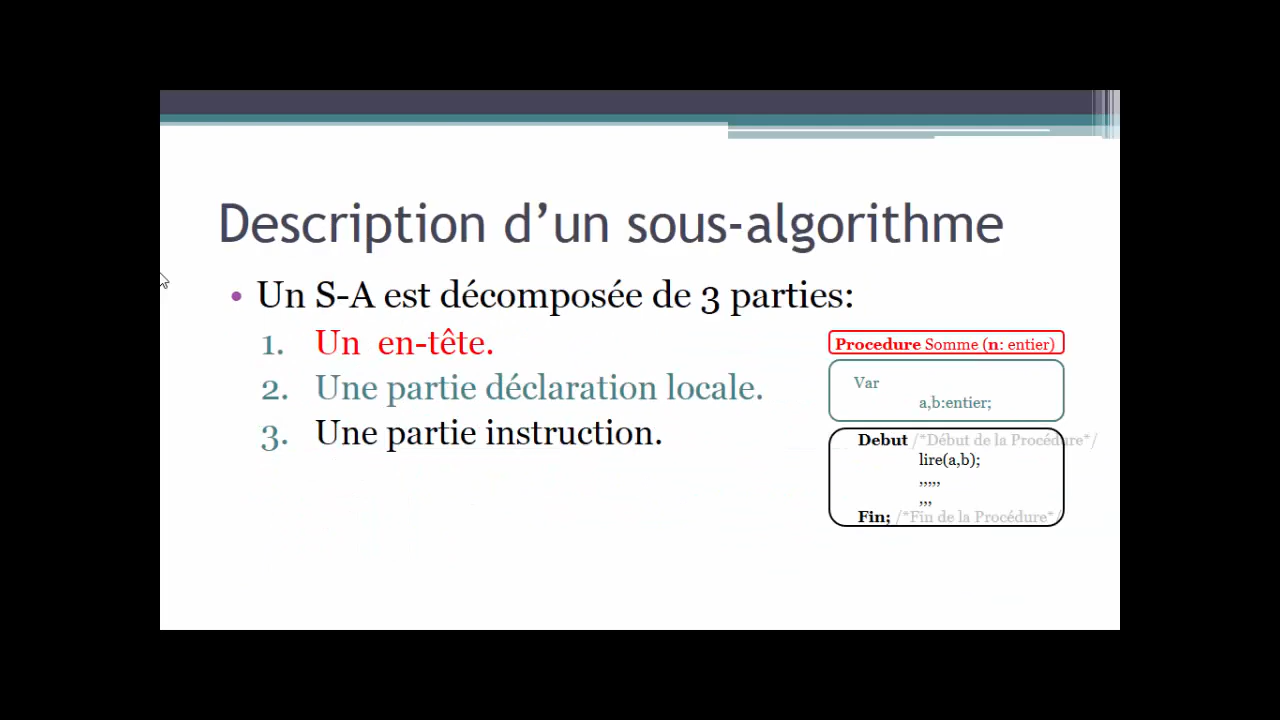 Description d’un sous-algorithme
• Un S-A est décomposée de 3 parties:
1. Un en-tête.
2. Une partie déclaration locale.
3. Une partie instruction.
Procedure Somme (n: entier)
Var
a,b:entier;
Debut /*Début de la Procédure*/
lire(a,b);
,,,,,
,,,
Fin; /*Fin de la Procédure*/